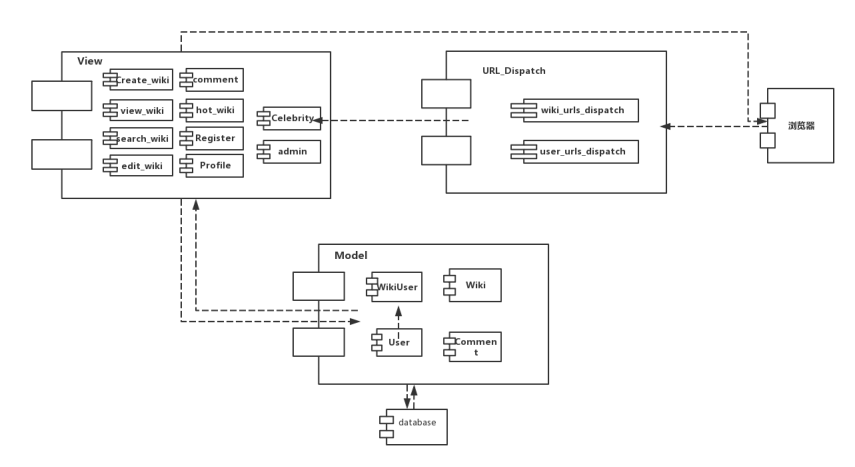 View
Create_wiki
comment
view_wiki
hot_wiki
search_wiki
Register
edit_wiki
Profile
Celebrity
admin
URL_Dispatch
wiki_urls_dispatch
user_urls_dispatch
浏览器
Model
WikiUser
Wiki
User
Commen
t
database